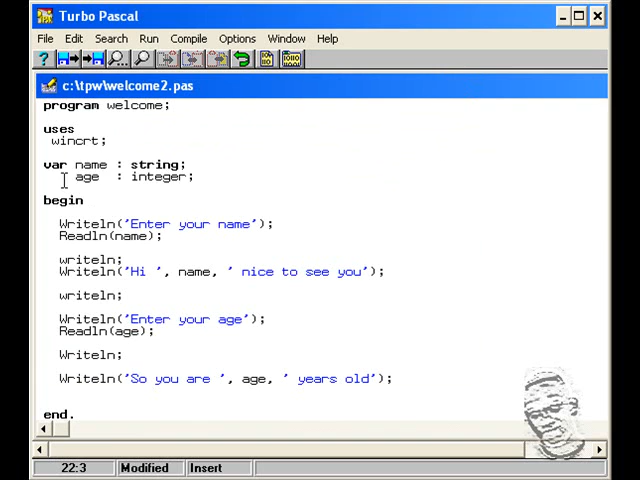 Turbo Pascal
File Edit Search Run Compile Options Window Help
c:\tpw\welcome2.pas
program welcome;
uses
wincrt;
var name : string;
age : integer;
begin
Writeln('Enter your name');
Readln(name);
writeln;
Writeln('Hi ', name, ' nice to see you');
writeln;
Writeln('Enter your age');
Readln(age);
Writeln;
Writeln('So you are ', age, ' years old');
end.
22:3 Modified Insert